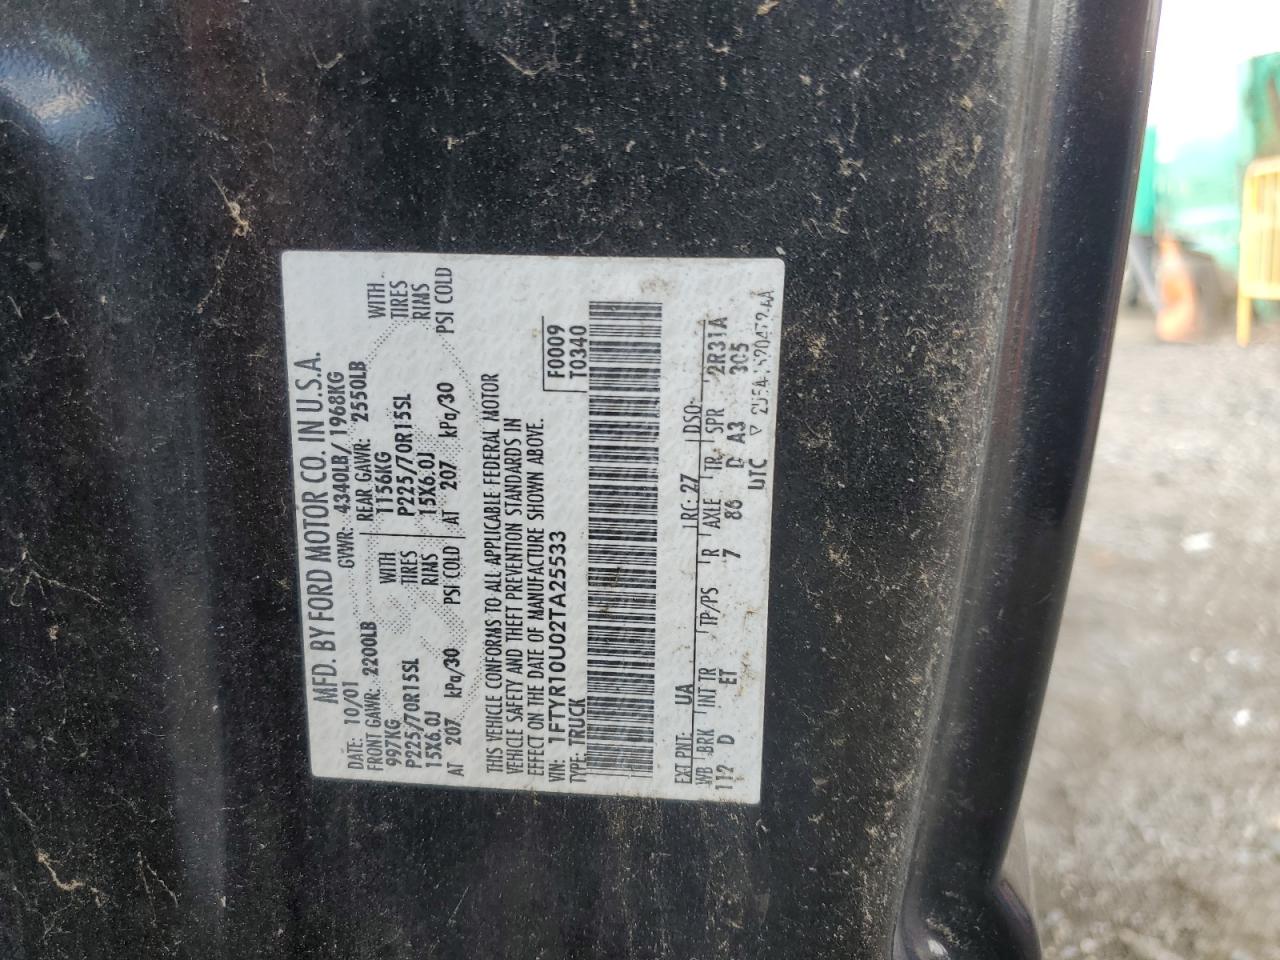 MFD. BY FORD MOTOR CO. IN U.S.A.
DATE: 10/01 GVWR: 4340LB/1968KG
FRONT GAWR: 2200LB REAR GAWR: 2550LB
997KG WITH 1156KG WITH
P225/70R15SL TIRES P225/70R15SL TIRES
15X6.0J RIMS 15X6.0J RIMS
AT 207 kPa/30 PSI COLD AT 207 kPa/30 PSI COLD
THIS VEHICLE CONFORMS TO ALL APPLICABLE FEDERAL MOTOR
VEHICLE SAFETY AND THEFT PREVENTION STANDARDS IN
EFFECT ON THE DATE OF MANUFACTURE SHOWN ABOVE.
VIN: 1FTYR10U02TA25533 F0009
TYPE: TRUCK T0340
EXT PNT: UA RC: 27 DSO:
WB BRK INT TR TP/PS R AXLE TR SPR 2R31A
112 D ET 7 86 D A3 305
UTC